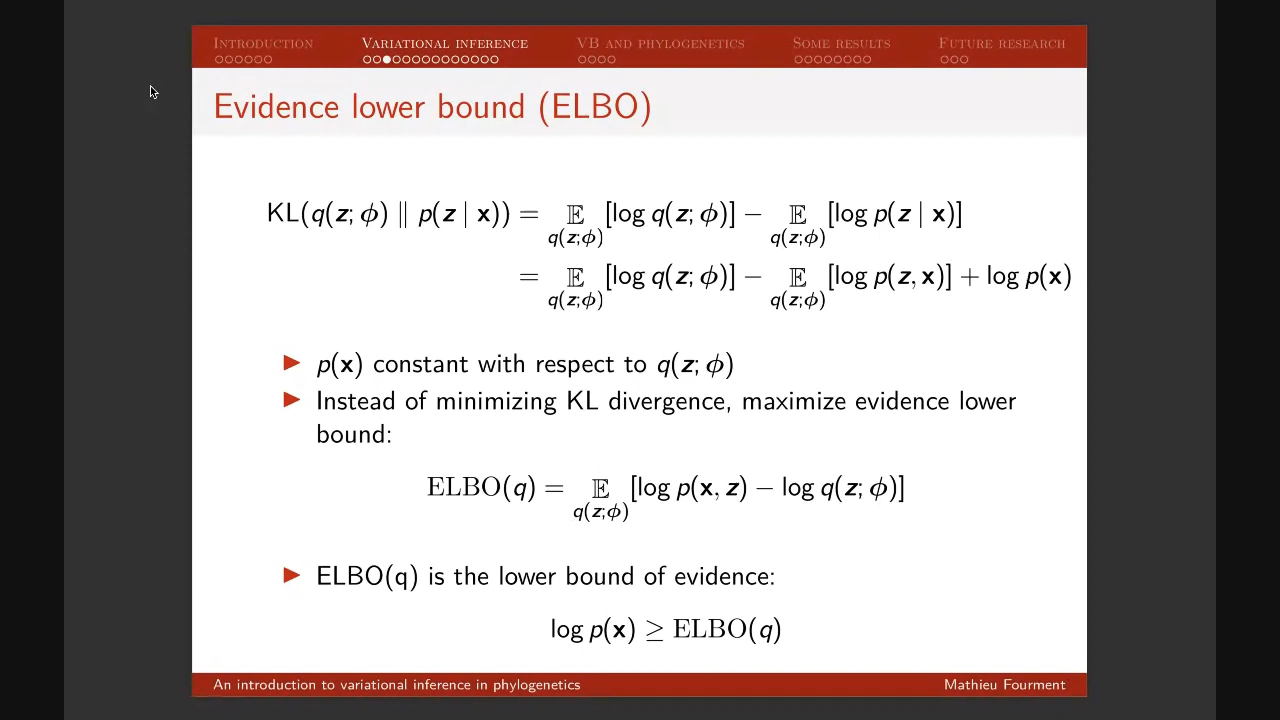 INTRODUCTION VARIATIONAL INFERENCE VB AND PHYLOGENETICS SOME RESULTS FUTURE RESEARCH
Evidence lower bound (ELBO)
KL(q(z; ϕ) ∥ p(z | x)) = 𝔼_{q(z;ϕ)} [log q(z; ϕ)] − 𝔼_{q(z;ϕ)} [log p(z | x)]
= 𝔼_{q(z;ϕ)} [log q(z; ϕ)] − 𝔼_{q(z;ϕ)} [log p(z, x)] + log p(x)
▶ p(x) constant with respect to q(z; ϕ)
▶ Instead of minimizing KL divergence, maximize evidence lower
bound:
ELBO(q) = 𝔼_{q(z;ϕ)} [log p(x, z) − log q(z; ϕ)]
▶ ELBO(q) is the lower bound of evidence:
log p(x) ≥ ELBO(q)
An introduction to variational inference in phylogenetics Mathieu Fourment